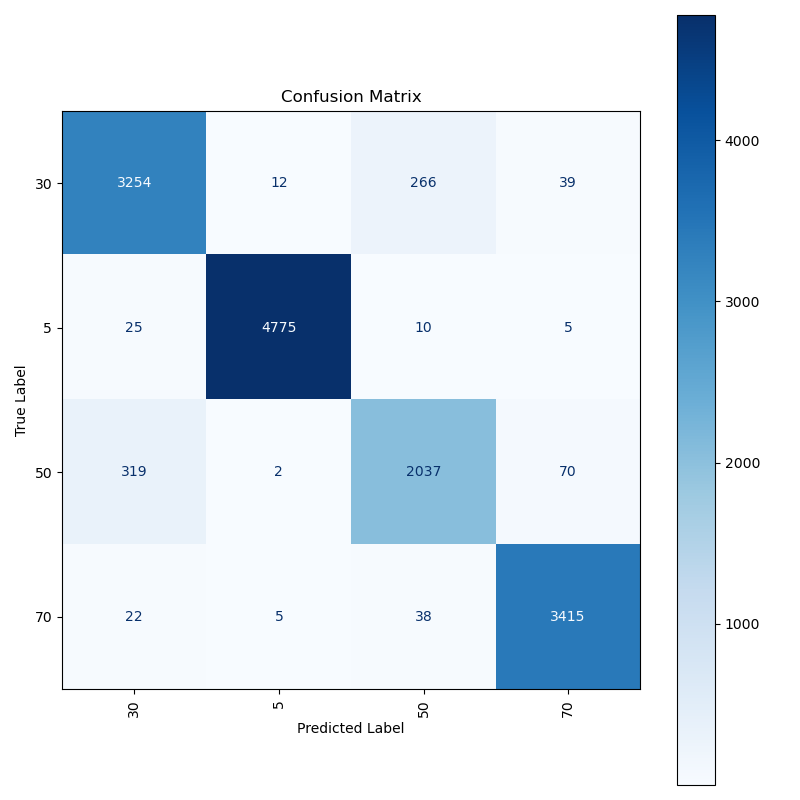 Confusion Matrix
30 3254 12 266 39
5 25 4775 10 5
50 319 2 2037 70
70 22 5 38 3415
30 5 50 70
Predicted Label
True Label
4000
3000
2000
1000